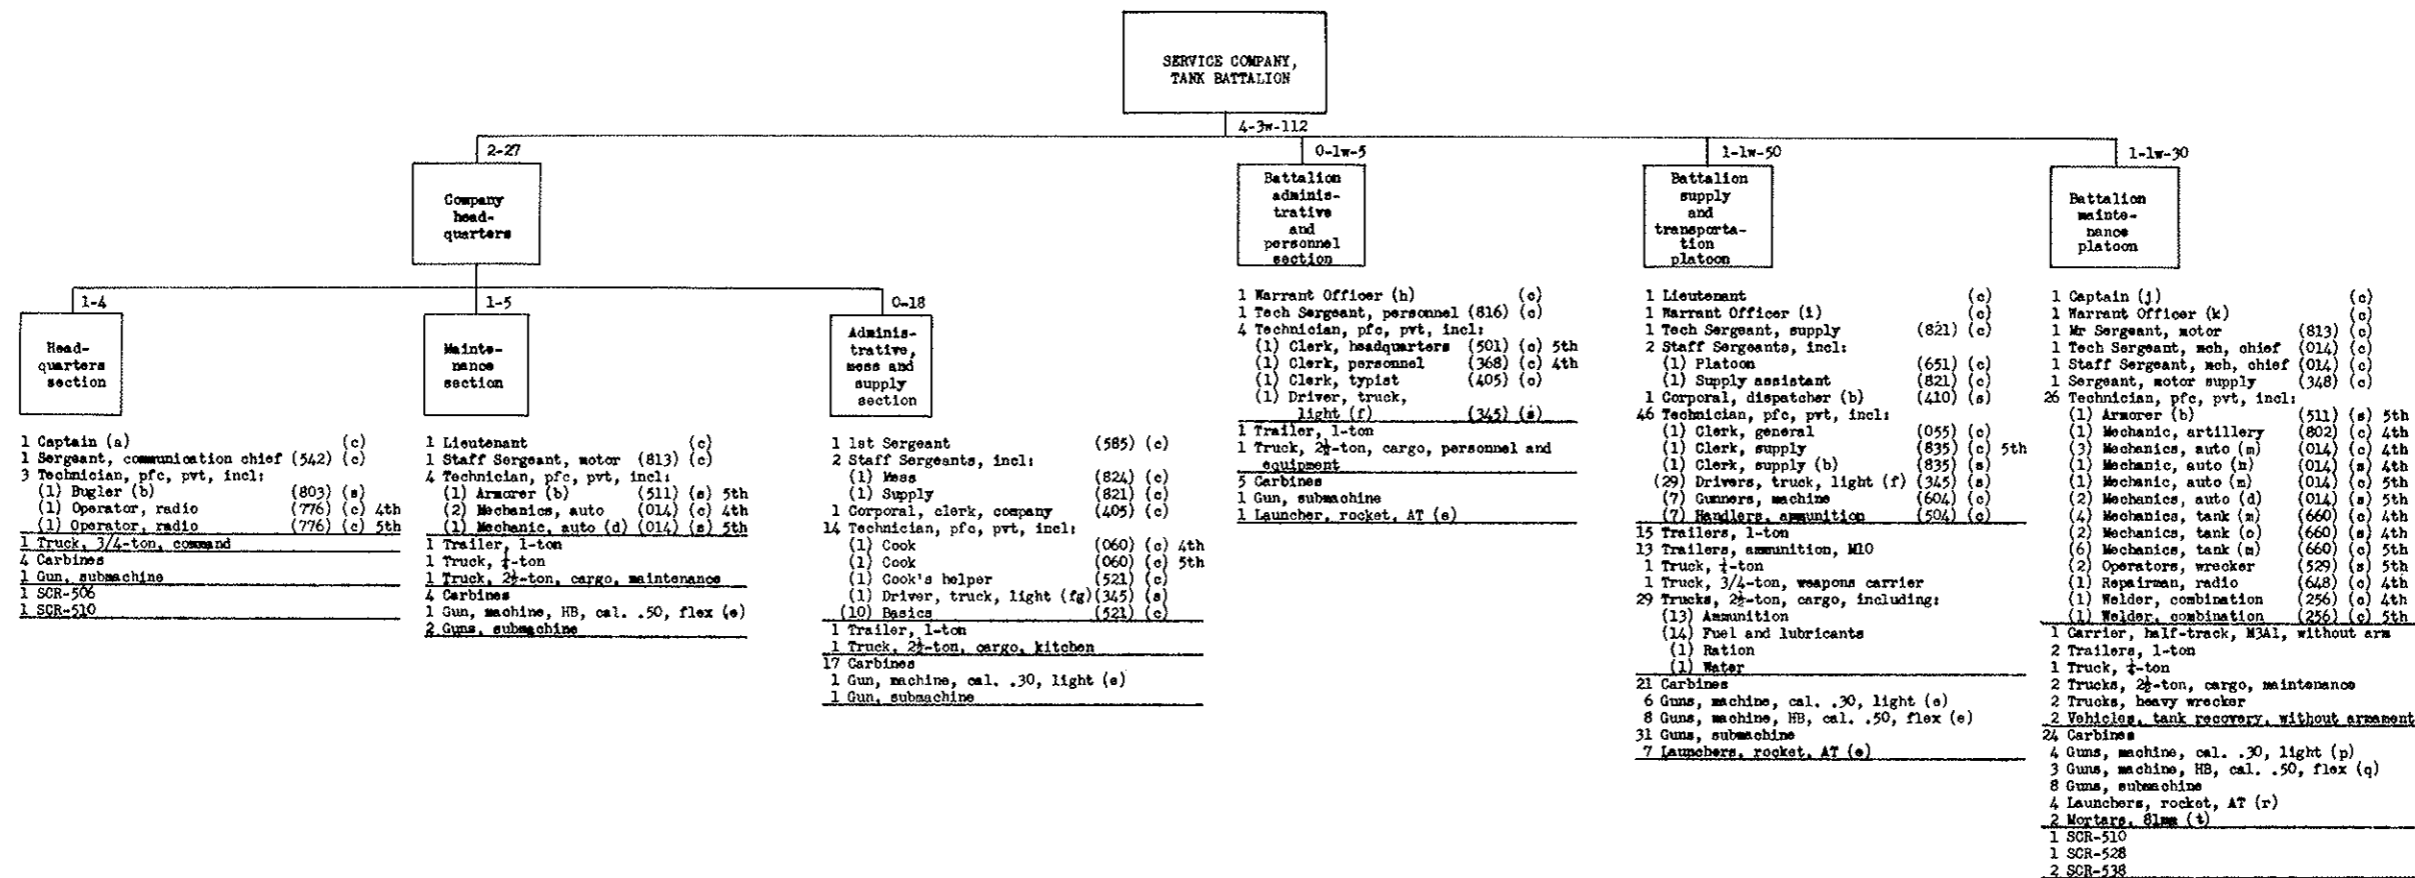 SERVICE COMPANY,
TANK BATTALION
4-3w-112
2-27
Company
head-
quarters
0-1w-5
Battalion
adminis-
trative
and
personnel
section
1-1w-50
Battalion
supply
and
transporta-
tion
platoon
1-1w-30
Battalion
mainte-
nance
platoon
1-4
Head-
quarters
section
1 Captain (a) (c)
1 Sergeant, communication chief (542) (c)
3 Technician, pfc, pvt, incl:
(1) Bugler (b) (803) (s)
(1) Operator, radio (776) (c) 4th
(1) Operator, radio (776) (c) 5th
1 Truck, 3/4-ton, command
4 Carbines
1 Gun, submachine
1 SCR-506
1 SCR-510
1-5
Mainte-
nance
section
1 Lieutenant (c)
1 Staff Sergeant, motor (813) (c)
4 Technician, pfc, pvt, incl:
(1) Armorer (b) (511) (s) 5th
(2) Mechanics, auto (014) (c) 4th
(1) Mechanic, auto (d) (014) (s) 5th
1 Trailer, 1-ton
1 Truck, ¼-ton
1 Truck, 2½-ton, cargo, maintenance
4 Carbines
1 Gun, machine, HB, cal. .50, flex (e)
2 Guns, submachine
0-18
Adminis-
trative,
mess and
supply
section
1 1st Sergeant (585) (c)
2 Staff Sergeants, incl:
(1) Mess (824) (c)
(1) Supply (821) (c)
1 Corporal, clerk, company (405) (c)
14 Technician, pfc, pvt, incl:
(1) Cook (060) (c) 4th
(1) Cook (060) (c) 5th
(1) Cook's helper (521) (c)
(1) Driver, truck, light (fg)(345) (s)
(10) Basics (521) (c)
1 Trailer, 1-ton
1 Truck, 2½-ton, cargo, kitchen
17 Carbines
1 Gun, machine, cal. .30, light (e)
1 Gun, submachine
1 Warrant Officer (h) (c)
1 Tech Sergeant, personnel (816) (c)
4 Technician, pfc, pvt, incl:
(1) Clerk, headquarters (501) (c) 5th
(1) Clerk, personnel (368) (c) 4th
(1) Clerk, typist (405) (c)
(1) Driver, truck,
light (f) (345) (s)
1 Trailer, 1-ton
1 Truck, 2½-ton, cargo, personnel and
equipment
5 Carbines
1 Gun, submachine
1 Launcher, rocket, AT (e)
1 Lieutenant (c)
1 Warrant Officer (i) (c)
1 Tech Sergeant, supply (821) (c)
2 Staff Sergeants, incl:
(1) Platoon (651) (c)
(1) Supply assistant (821) (c)
1 Corporal, dispatcher (b) (410) (s)
46 Technician, pfc, pvt, incl:
(1) Clerk, general (055) (c)
(1) Clerk, supply (835) (c) 5th
(1) Clerk, supply (b) (835) (s)
(29) Drivers, truck, light (f) (345) (s)
(7) Gunners, machine (604) (c)
(7) Handlers, ammunition (504) (c)
15 Trailers, 1-ton
13 Trailers, ammunition, M10
1 Truck, ¼-ton
1 Truck, 3/4-ton, weapons carrier
29 Trucks, 2½-ton, cargo, including:
(13) Ammunition
(14) Fuel and lubricants
(1) Ration
(1) Water
21 Carbines
6 Guns, machine, cal. .30, light (e)
8 Guns, machine, HB, cal. .50, flex (e)
31 Guns, submachine
7 Launchers, rocket, AT (e)
1 Captain (j) (c)
1 Warrant Officer (k) (c)
1 Mr Sergeant, motor (813) (c)
1 Tech Sergeant, mch, chief (014) (c)
1 Staff Sergeant, mch, chief (014) (c)
1 Sergeant, motor supply (348) (c)
26 Technician, pfc, pvt, incl:
(1) Armorer (b) (511) (s) 5th
(1) Mechanic, artillery (802) (c) 4th
(3) Mechanics, auto (m) (014) (c) 4th
(1) Mechanic, auto (n) (014) (s) 4th
(1) Mechanic, auto (m) (014) (c) 5th
(2) Mechanics, auto (d) (014) (s) 5th
(4) Mechanics, tank (m) (660) (c) 4th
(2) Mechanics, tank (o) (660) (s) 4th
(6) Mechanics, tank (m) (660) (c) 5th
(2) Operators, wrecker (529) (s) 5th
(1) Repairman, radio (648) (c) 4th
(1) Welder, combination (256) (c) 4th
(1) Welder, combination (256) (c) 5th
1 Carrier, half-track, M3A1, without arm
2 Trailers, 1-ton
1 Truck, ¼-ton
2 Trucks, 2½-ton, cargo, maintenance
2 Trucks, heavy wrecker
2 Vehicles, tank recovery, without armament
24 Carbines
4 Guns, machine, cal. .30, light (p)
3 Guns, machine, HB, cal. .50, flex (q)
8 Guns, submachine
4 Launchers, rocket, AT (r)
2 Mortars, 81mm (t)
1 SCR-510
1 SCR-528
2 SCR-538